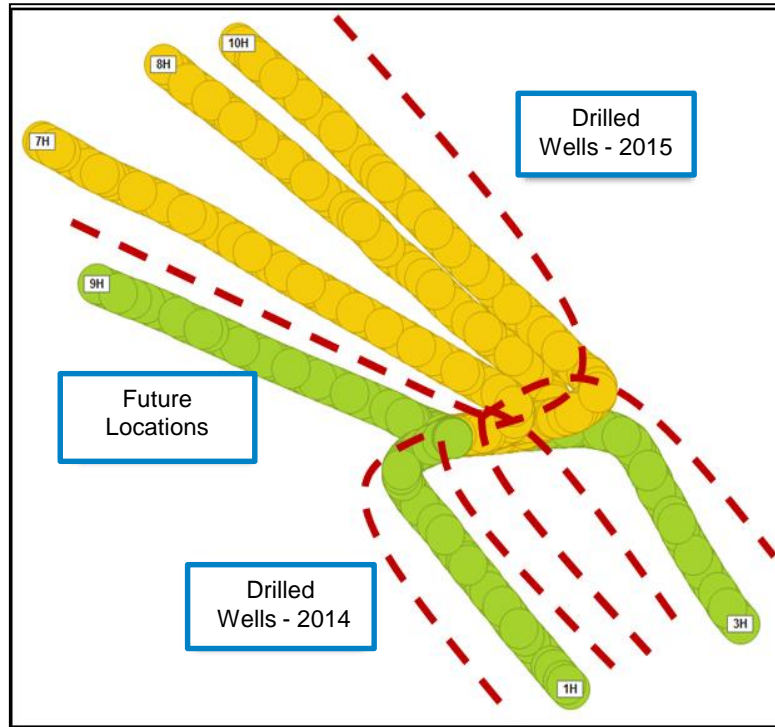 10H
8H
Drilled
Wells - 2015
7H
9H
Future
Locations
Drilled
Wells - 2014
3H
1H